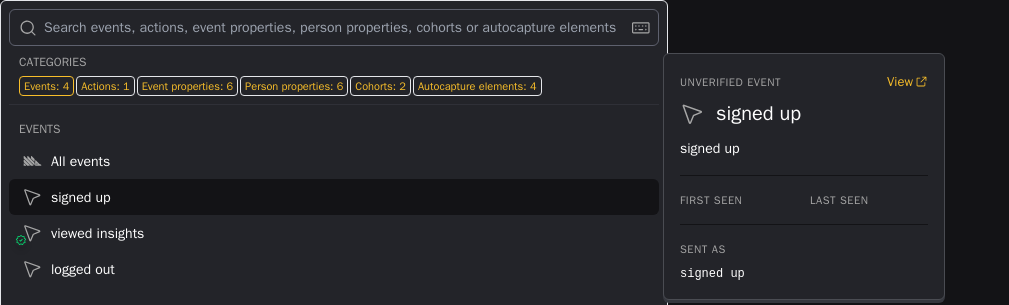 Search events, actions, event properties, person properties, cohorts or autocapture elements
CATEGORIES
Events: 4 Actions: 1 Event properties: 6 Person properties: 6 Cohorts: 2 Autocapture elements: 4
EVENTS
All events
signed up
viewed insights
logged out
UNVERIFIED EVENT View
signed up
signed up
FIRST SEEN LAST SEEN
SENT AS
signed up